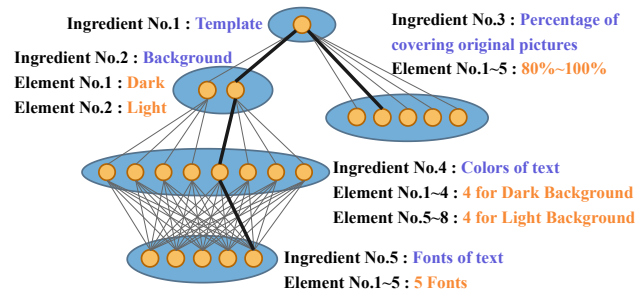 Ingredient No.1 : Template
Ingredient No.2 : Background
Element No.1 : Dark
Element No.2 : Light
Ingredient No.3 : Percentage of
covering original pictures
Element No.1~5 : 80%~100%
Ingredient No.4 : Colors of text
Element No.1~4 : 4 for Dark Background
Element No.5~8 : 4 for Light Background
Ingredient No.5 : Fonts of text
Element No.1~5 : 5 Fonts